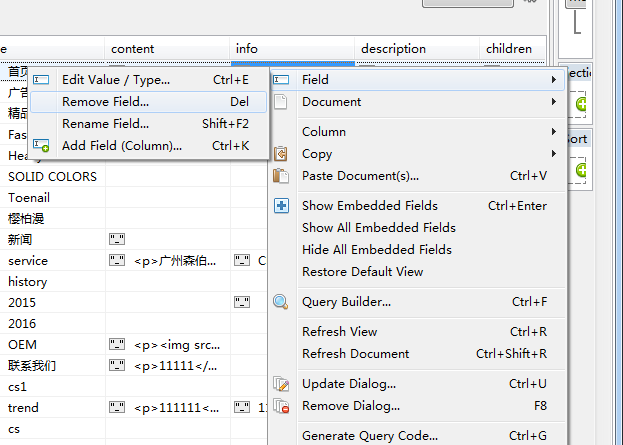 e content info description children
首页
广告
精品
Fas
Heavy
SOLID COLORS
Toenail
樱怕漫
新闻
service <p>广州森伯... C
history
2015
2016
OEM <p><img src...
联系我们 <p>11111</...
cs1
trend <p>111111<... 1
cs
Edit Value / Type... Ctrl+E
Remove Field... Del
Rename Field... Shift+F2
Add Field (Column)... Ctrl+K
Field
Document
Column
Copy
Paste Document(s)... Ctrl+V
Show Embedded Fields Ctrl+Enter
Show All Embedded Fields
Hide All Embedded Fields
Restore Default View
Query Builder... Ctrl+F
Refresh View Ctrl+R
Refresh Document Ctrl+Shift+R
Update Dialog... Ctrl+U
Remove Dialog... F8
Generate Query Code... Ctrl+G
ectio
Sort